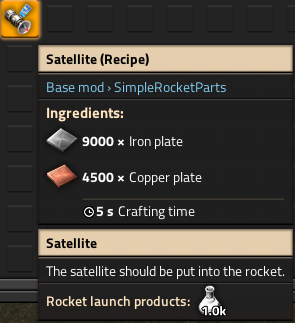 Satellite (Recipe)
Base mod › SimpleRocketParts
Ingredients:
9000 × Iron plate
4500 × Copper plate
5 s Crafting time
Satellite
The satellite should be put into the rocket.
Rocket launch products: 1.0k